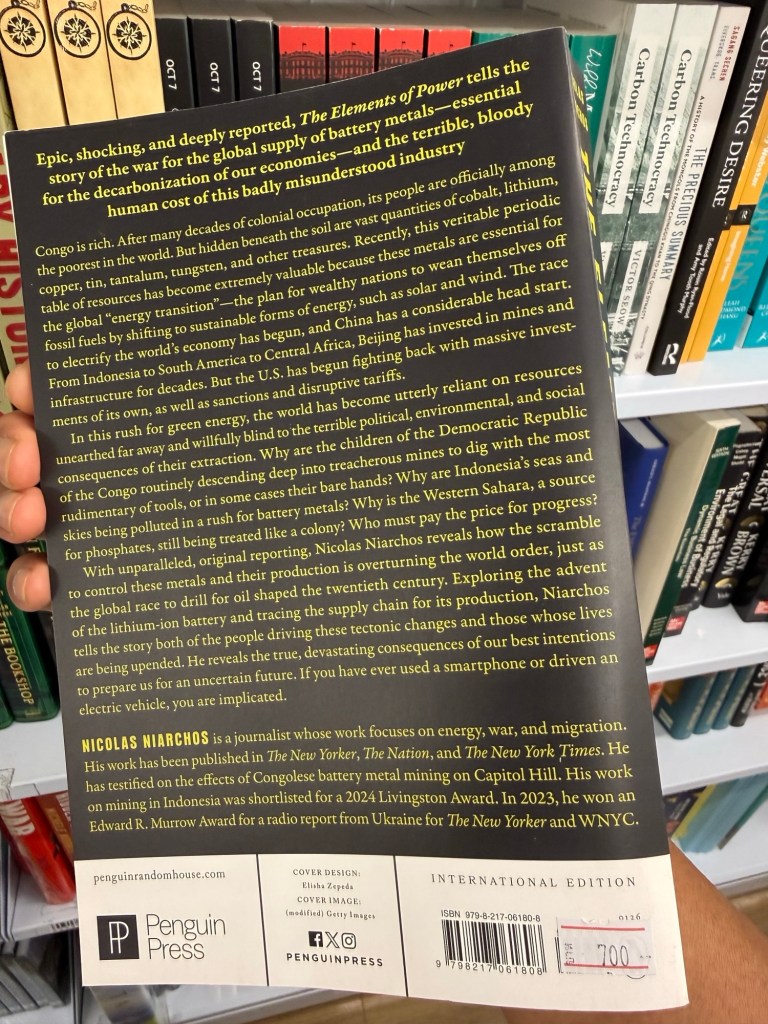 OCT 7
OCT 7
OCT 7
Carbon Technocracy
Carbon Technocracy
VICTOR SEOW
SAGANG SECHEN
THE PRECIOUS SUMMARY
QUEERING DESIRE
Epic, shocking, and deeply reported, The Elements of Power tells the
story of the war for the global supply of battery metals—essential
for the decarbonization of our economies—and the terrible, bloody
human cost of this badly misunderstood industry
Congo is rich. After many decades of colonial occupation, its people are officially among
the poorest in the world. But hidden beneath the soil are vast quantities of cobalt, lithium,
copper, tin, tantalum, tungsten, and other treasures. Recently, this veritable periodic
table of resources has become extremely valuable because these metals are essential for
the global “energy transition”—the plan for wealthy nations to wean themselves off
fossil fuels by shifting to sustainable forms of energy, such as solar and wind. The race
to electrify the world’s economy has begun, and China has a considerable head start.
From Indonesia to South America to Central Africa, Beijing has invested in mines and
infrastructure for decades. But the U.S. has begun fighting back with massive invest-
ments of its own, as well as sanctions and disruptive tariffs.
In this rush for green energy, the world has become utterly reliant on resources
unearthed far away and willfully blind to the terrible political, environmental, and social
consequences of their extraction. Why are the children of the Democratic Republic
of the Congo routinely descending deep into treacherous mines to dig with the most
rudimentary of tools, or in some cases their bare hands? Why are Indonesia’s seas and
skies being polluted in a rush for battery metals? Why is the Western Sahara, a source
for phosphates, still being treated like a colony? Who must pay the price for progress?
With unparalleled, original reporting, Nicolas Niarchos reveals how the scramble
to control these metals and their production is overturning the world order, just as
the global race to drill for oil shaped the twentieth century. Exploring the advent
of the lithium-ion battery and tracing the supply chain for its production, Niarchos
tells the story both of the people driving these tectonic changes and those whose lives
are being upended. He reveals the true, devastating consequences of our best intentions
to prepare us for an uncertain future. If you have ever used a smartphone or driven an
electric vehicle, you are implicated.
NICOLAS NIARCHOS is a journalist whose work focuses on energy, war, and migration.
His work has been published in The New Yorker, The Nation, and The New York Times. He
has testified on the effects of Congolese battery metal mining on Capitol Hill. His work
on mining in Indonesia was shortlisted for a 2024 Livingston Award. In 2023, he won an
Edward R. Murrow Award for a radio report from Ukraine for The New Yorker and WNYC.
penguinrandomhouse.com
Penguin
Press
COVER DESIGN:
Elisha Zepeda
COVER IMAGE:
(modified) Getty Images
PENGUINPRESS
INTERNATIONAL EDITION
ISBN 979-8-217-06180-8
0126
9 798217 061808
700
THE BOOKSHOP